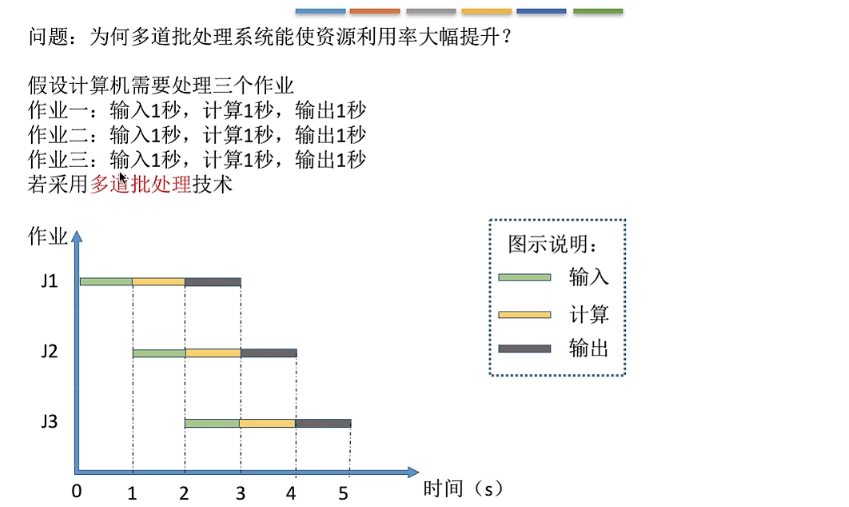 问题：为何多道批处理系统能使资源利用率大幅提升？
假设计算机需要处理三个作业
作业一：输入1秒，计算1秒，输出1秒
作业二：输入1秒，计算1秒，输出1秒
作业三：输入1秒，计算1秒，输出1秒
若采用多道批处理技术
作业
J1
J2
J3
0 1 2 3 4 5 时间（s）
图示说明：
输入
计算
输出